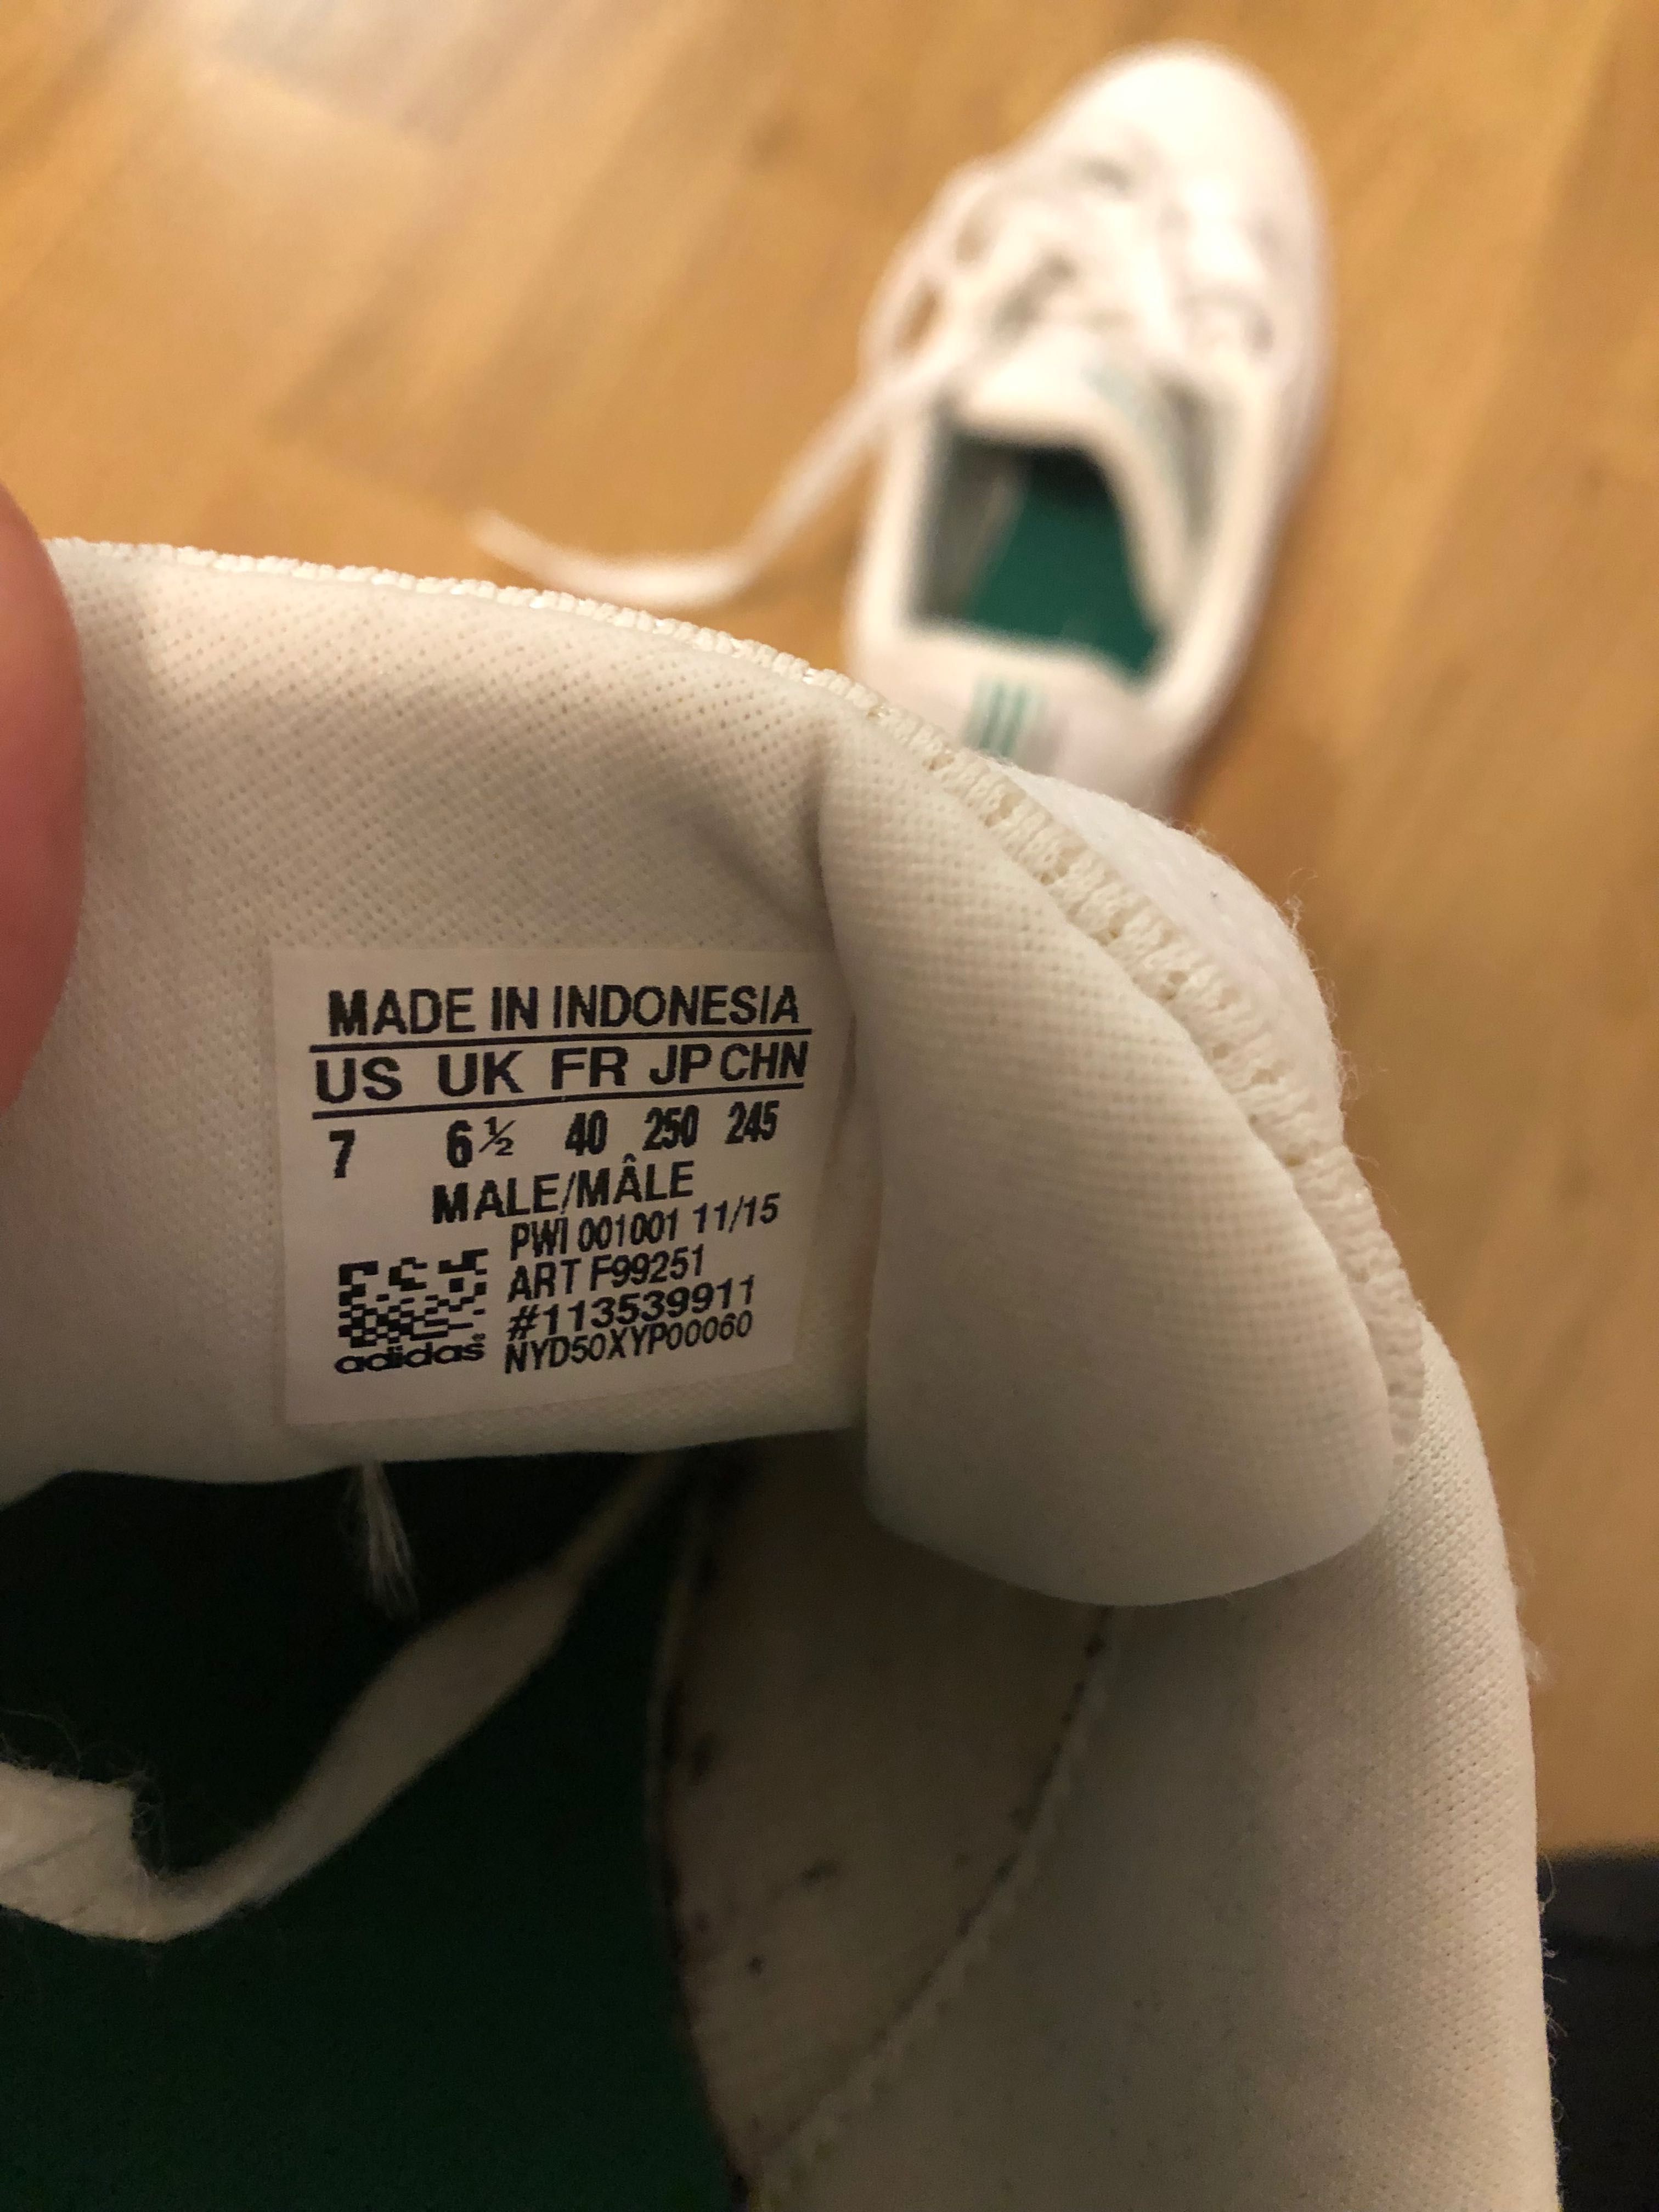 MADE IN INDONESIA
US UK FR JP CHN
7 6½ 40 250 245
MALE/MÂLE
PWI 001001 11/15
ART F99251
#113539911
NYD50XYP00060
adidas®